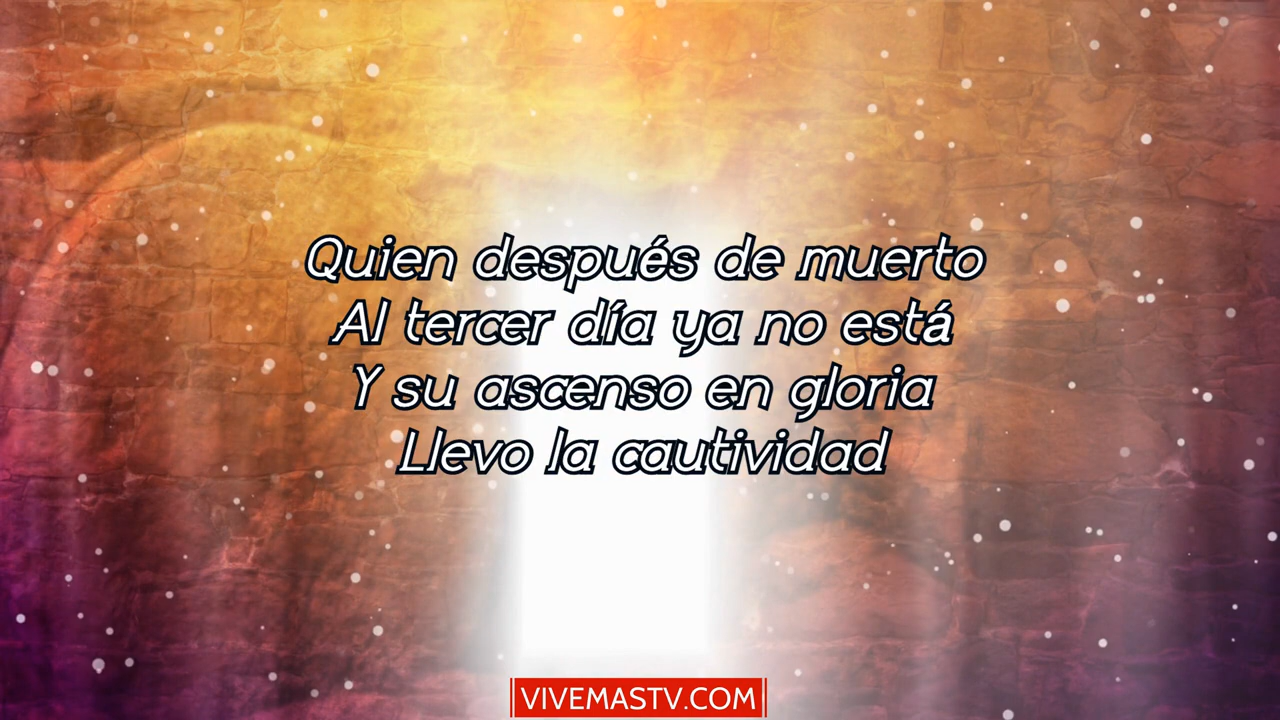 Quien después de muerto
Al tercer día ya no está
Y su ascenso en gloria
Llevo la cautividad
VIVEMASTV.COM